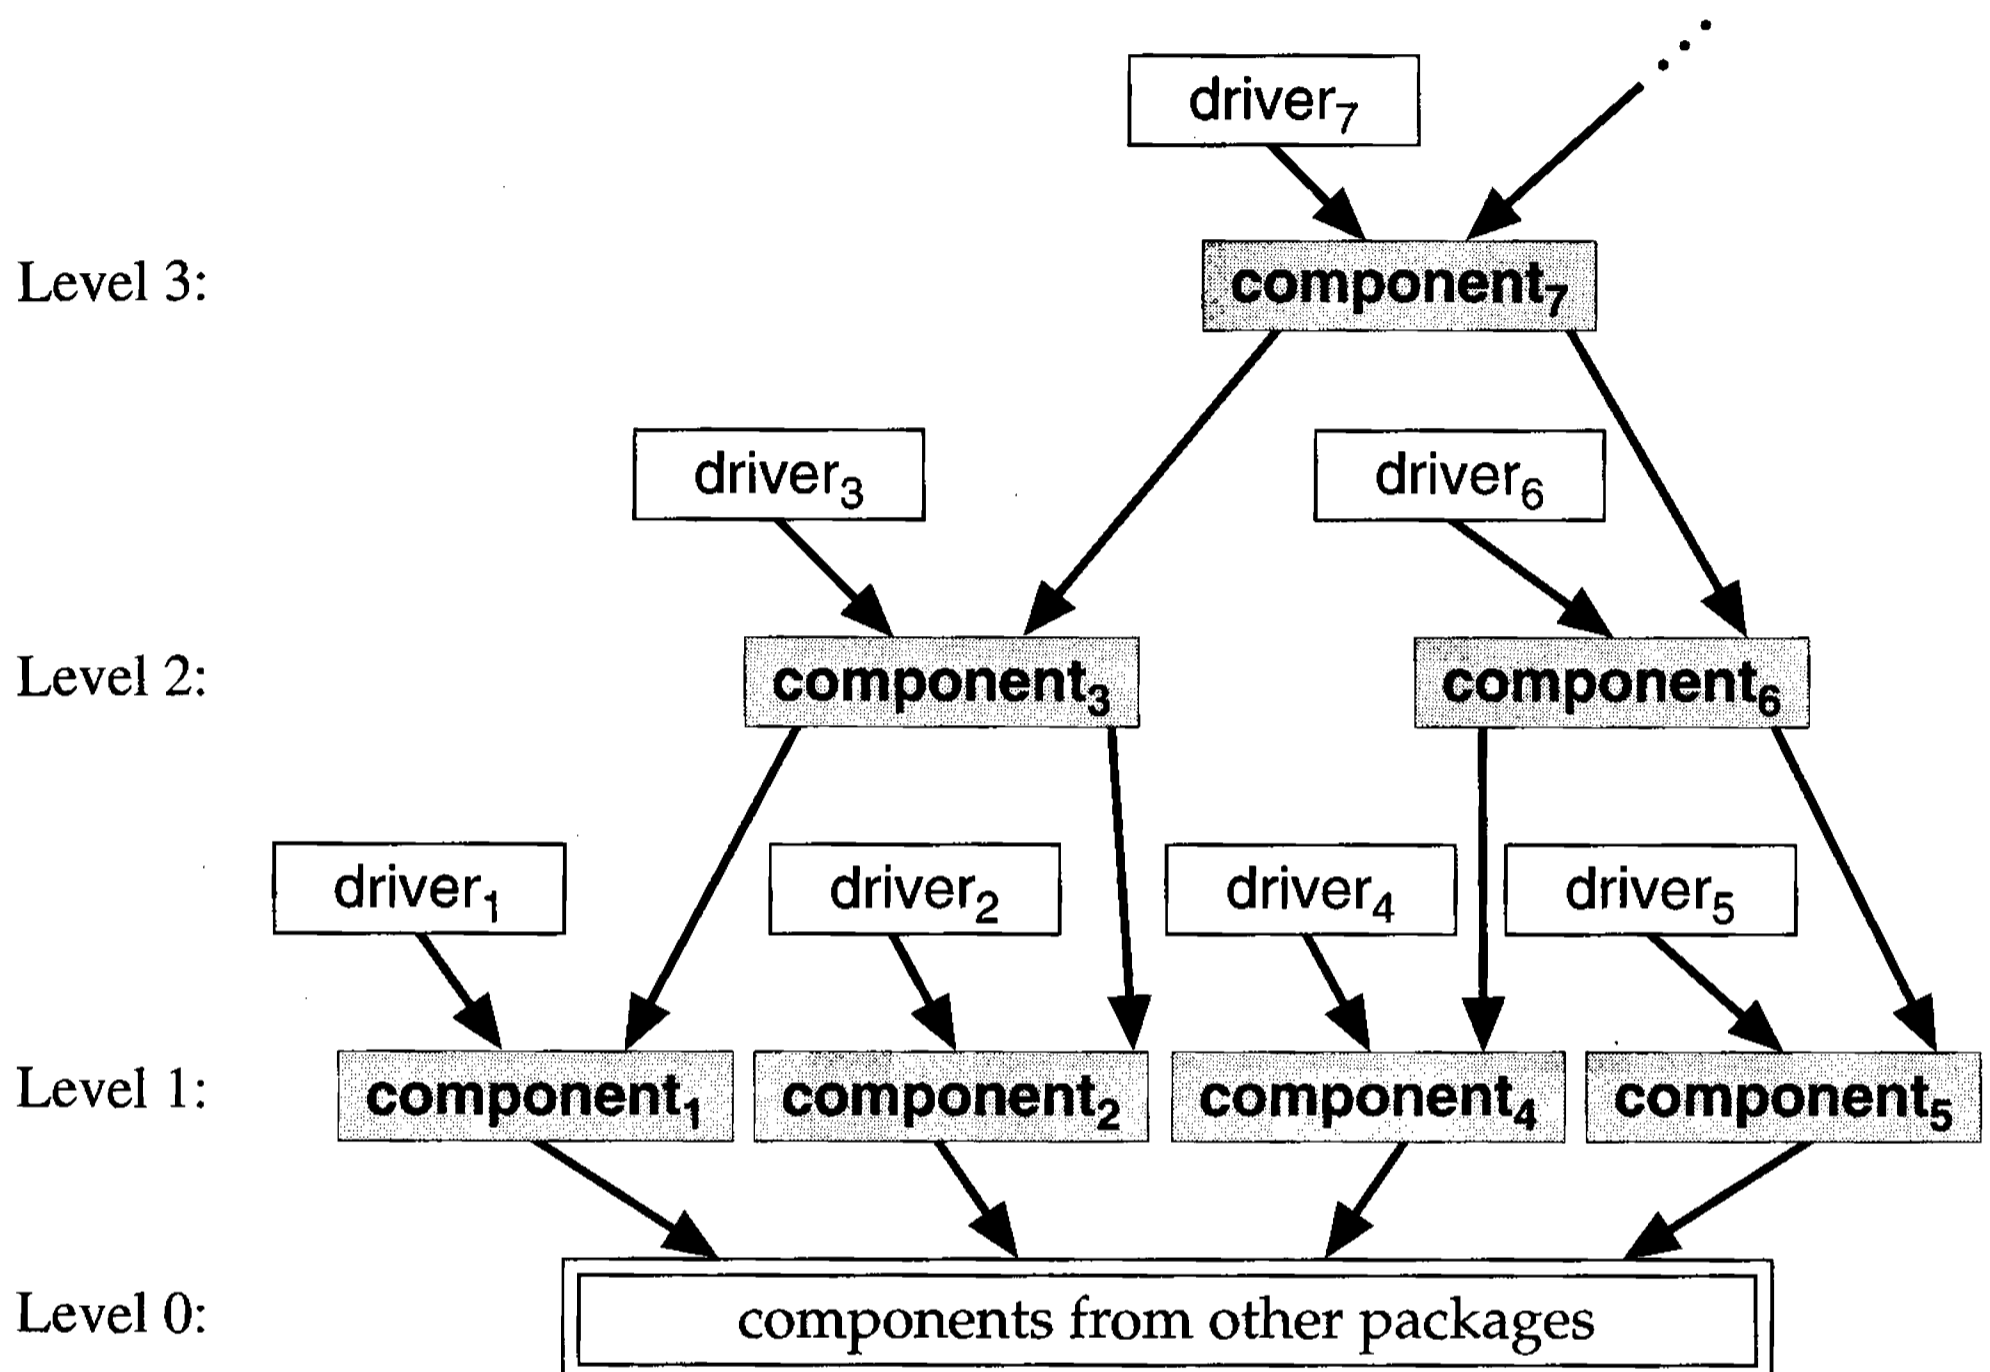 driver₇
Level 3:
component₇
driver₃
driver₆
Level 2:
component₃
component₆
driver₁
driver₂
driver₄
driver₅
Level 1:
component₁
component₂
component₄
component₅
Level 0:
components from other packages